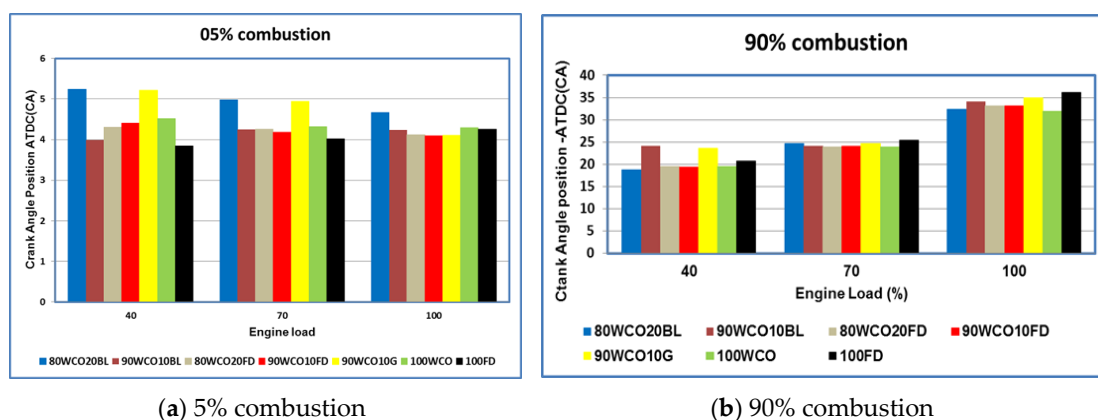 05% combustion
Crank Angle Position ATDC(CA)
6
5
4
3
2
1
0
40 70 100
Engine load
80WCO20BL 90WCO10BL 80WCO20FD 90WCO10FD 90WCO10G 100WCO 100FD
(a) 5% combustion
90% combustion
Ctank Angle position -ATDC(CA)
40
35
30
25
20
15
10
5
0
40 70 100
Engine Load (%)
80WCO20BL 90WCO10BL 80WCO20FD 90WCO10FD
90WCO10G 100WCO 100FD
(b) 90% combustion